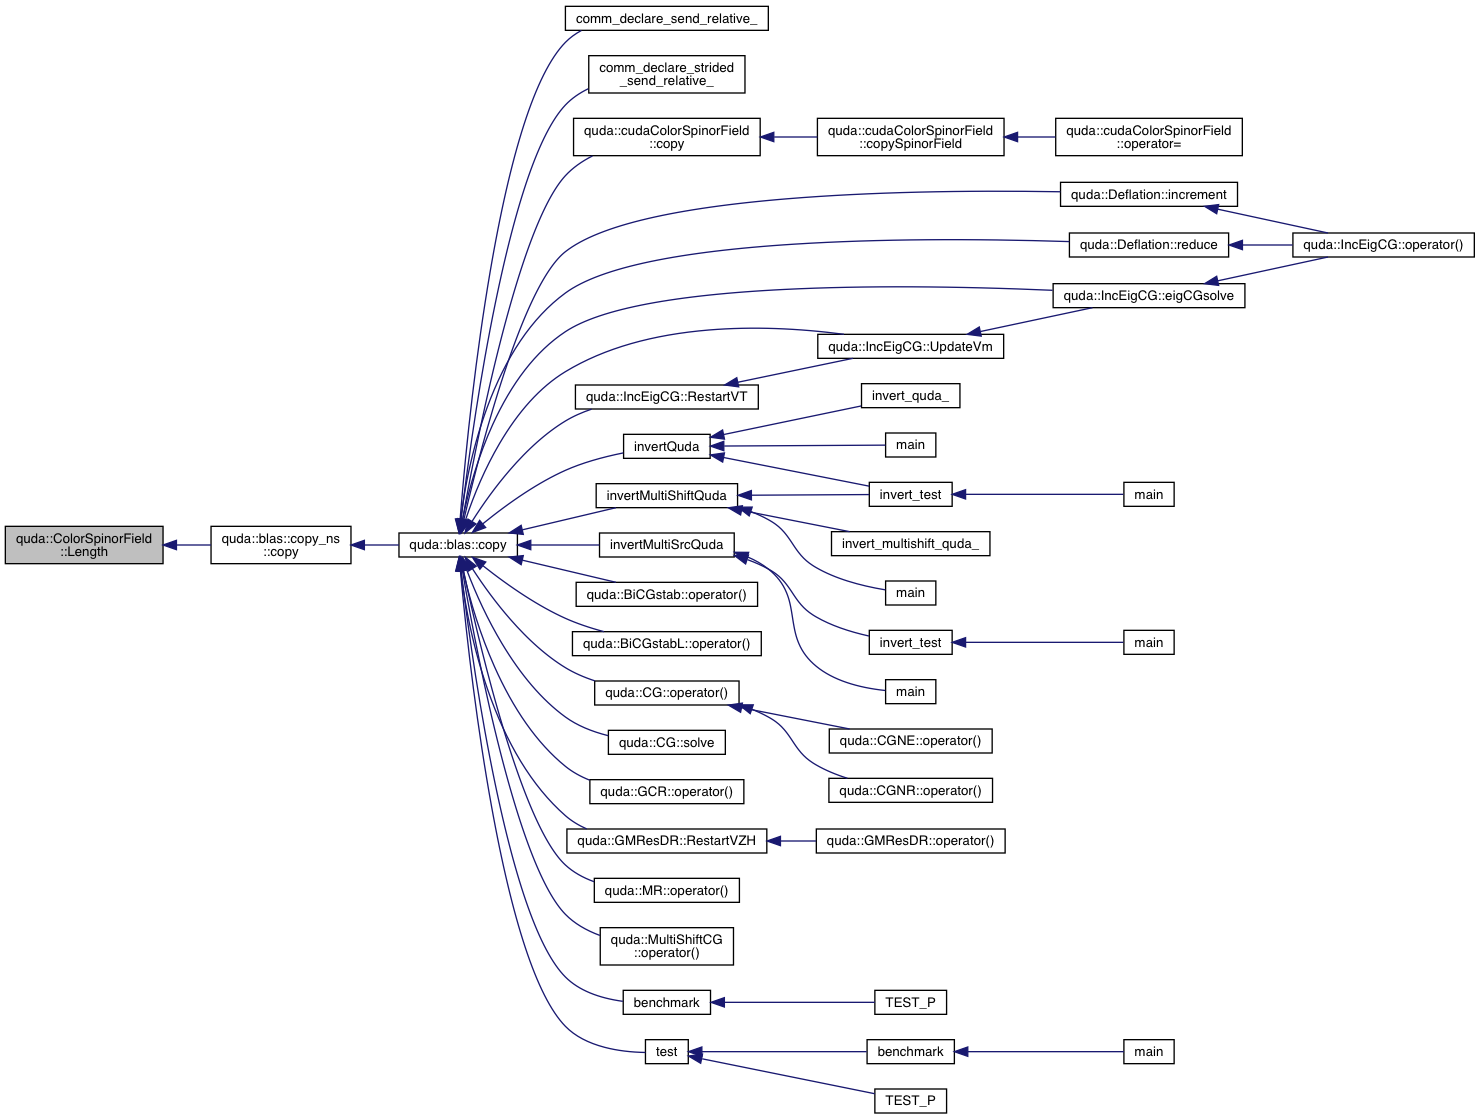 comm_declare_send_relative_
comm_declare_strided
_send_relative_
quda::cudaColorSpinorField
::copy
quda::cudaColorSpinorField
::copySpinorField
quda::cudaColorSpinorField
::operator=
quda::Deflation::increment
quda::Deflation::reduce
quda::IncEigCG::operator()
quda::IncEigCG::eigCGsolve
quda::IncEigCG::UpdateVm
quda::IncEigCG::RestartVT
invert_quda_
invertQuda
main
invertMultiShiftQuda
invert_test
main
quda::ColorSpinorField
::Length
quda::blas::copy_ns
::copy
quda::blas::copy
invertMultiSrcQuda
invert_multishift_quda_
quda::BiCGstab::operator()
main
quda::BiCGstabL::operator()
invert_test
main
quda::CG::operator()
main
quda::CG::solve
quda::CGNE::operator()
quda::GCR::operator()
quda::CGNR::operator()
quda::GMResDR::RestartVZH
quda::GMResDR::operator()
quda::MR::operator()
quda::MultiShiftCG
::operator()
benchmark
TEST_P
test
benchmark
main
TEST_P